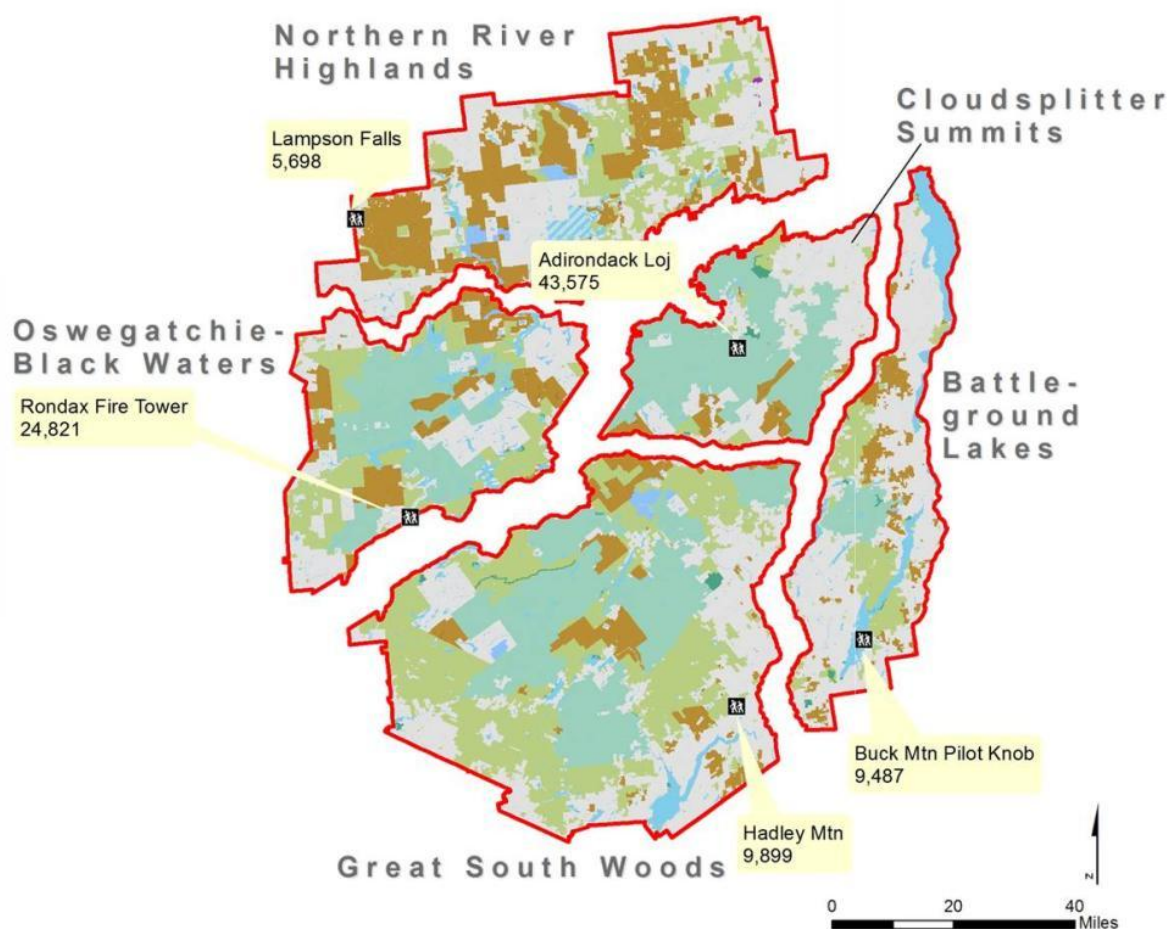 Northern River
Highlands
Cloudsplitter
Summits
Lampson Falls
5,698
Adirondack Loj
43,575
Oswegatchie-
Black Waters
Rondax Fire Tower
24,821
Battle-
ground
Lakes
Buck Mtn Pilot Knob
9,487
Hadley Mtn
9,899
Great South Woods
N
0 20 40
Miles